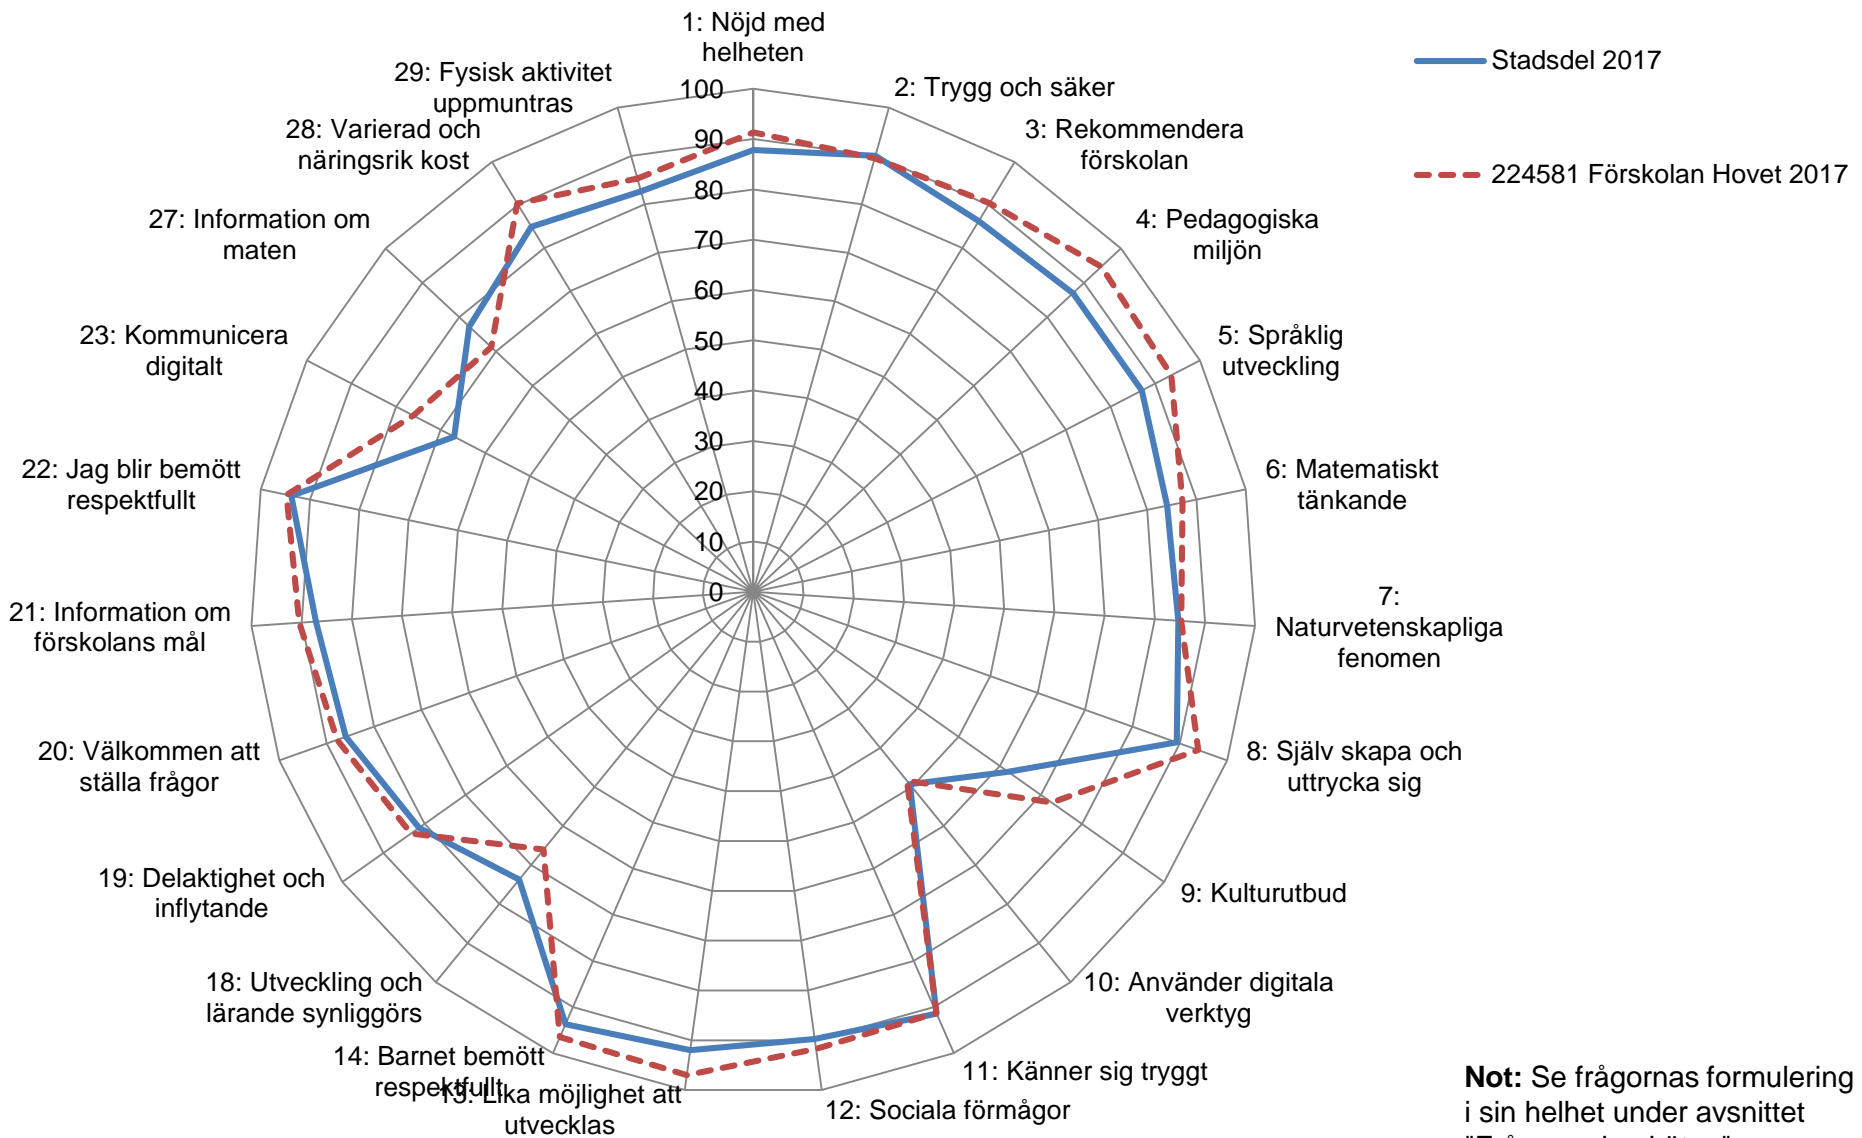 1: Nöjd med
helheten
2: Trygg och säker
3: Rekommendera
förskolan
4: Pedagogiska
miljön
5: Språklig
utveckling
6: Matematiskt
tänkande
7:
Naturvetenskapliga
fenomen
8: Själv skapa och
uttrycka sig
9: Kulturutbud
10: Använder digitala
verktyg
11: Känner sig tryggt
12: Sociala förmågor
13: Lika möjlighet att
utvecklas
14: Barnet bemött
respektfullt
18: Utveckling och
lärande synliggörs
19: Delaktighet och
inflytande
20: Välkommen att
ställa frågor
21: Information om
förskolans mål
22: Jag blir bemött
respektfullt
23: Kommunicera
digitalt
27: Information om
maten
28: Varierad och
näringsrik kost
29: Fysisk aktivitet
uppmuntras
100
90
80
70
60
50
40
30
20
10
0
Stadsdel 2017
224581 Förskolan Hovet 2017
Not: Se frågornas formulering
i sin helhet under avsnittet